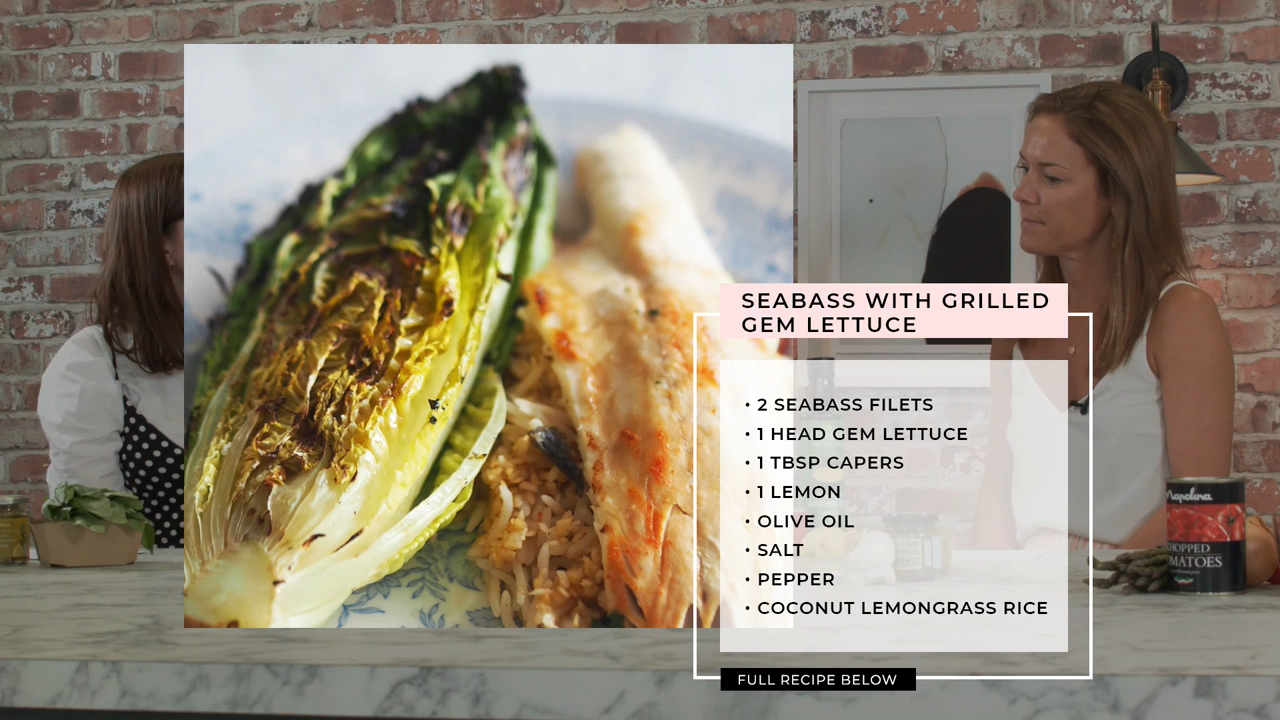 SEABASS WITH GRILLED
GEM LETTUCE
• 2 SEABASS FILETS
• 1 HEAD GEM LETTUCE
• 1 TBSP CAPERS
• 1 LEMON
• OLIVE OIL
• SALT
• PEPPER
• COCONUT LEMONGRASS RICE
FULL RECIPE BELOW
Napolina
CHOPPED
TOMATOES